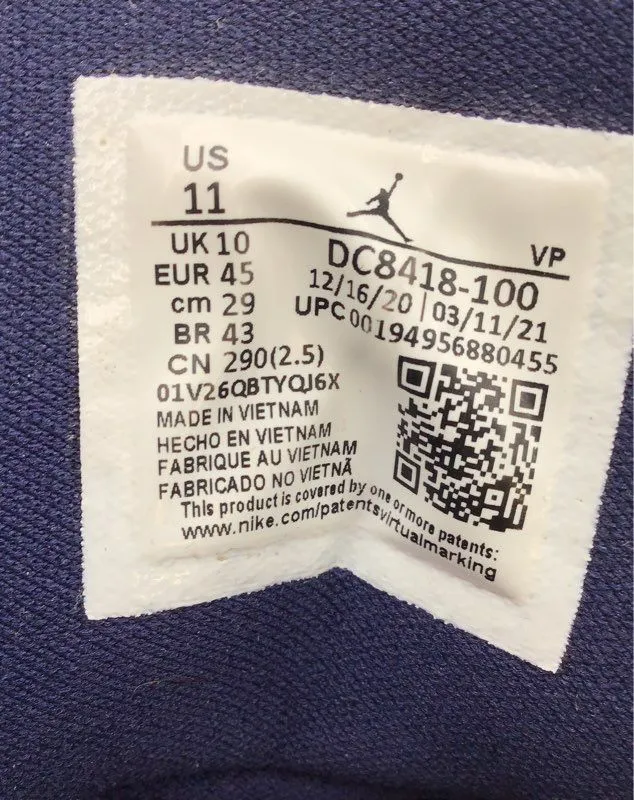 US
11
UK 10
EUR 45
cm 29
BR 43
CN 290(2.5)
01V26QBTYQJ6X
MADE IN VIETNAM
HECHO EN VIETNAM
FABRIQUE AU VIETNAM
FABRICADO NO VIETNÃ
VP
DC8418-100
12/16/20 | 03/11/21
UPC 00194956880455
This product is covered by one or more patents:
www.nike.com/patentsvirtualmarking